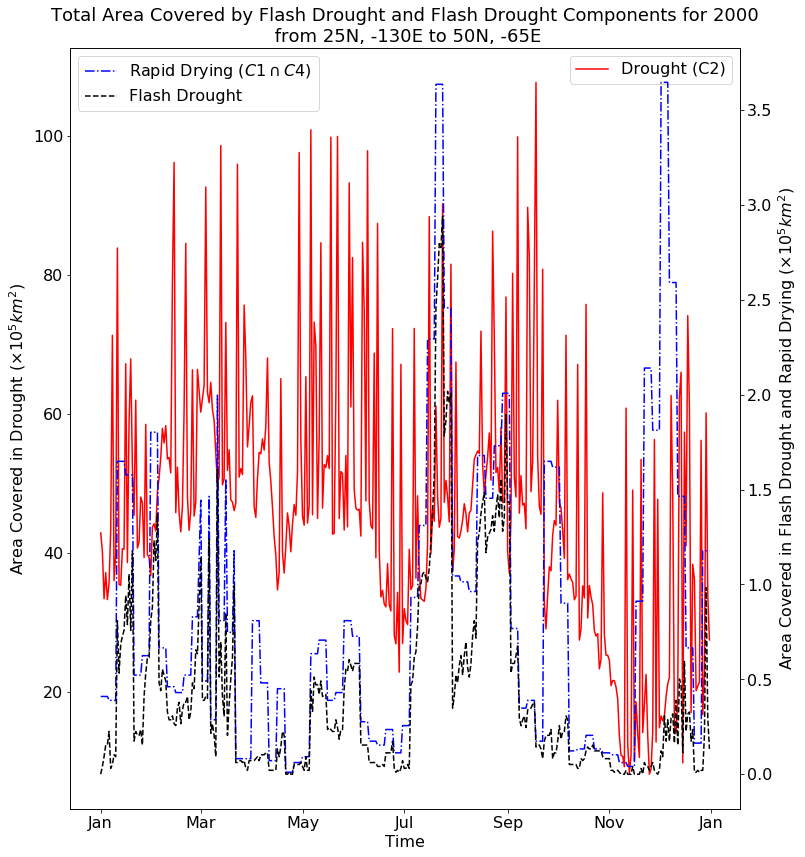 Total Area Covered by Flash Drought and Flash Drought Components for 2000
from 25N, -130E to 50N, -65E
Rapid Drying (C1 ∩ C4)
Flash Drought
Drought (C2)
Area Covered in Drought (×10⁵km²)
100
80
60
40
20
Area Covered in Flash Drought and Rapid Drying (×10⁵km²)
3.5
3.0
2.5
2.0
1.5
1.0
0.5
0.0
Jan Mar May Jul Sep Nov Jan
Time